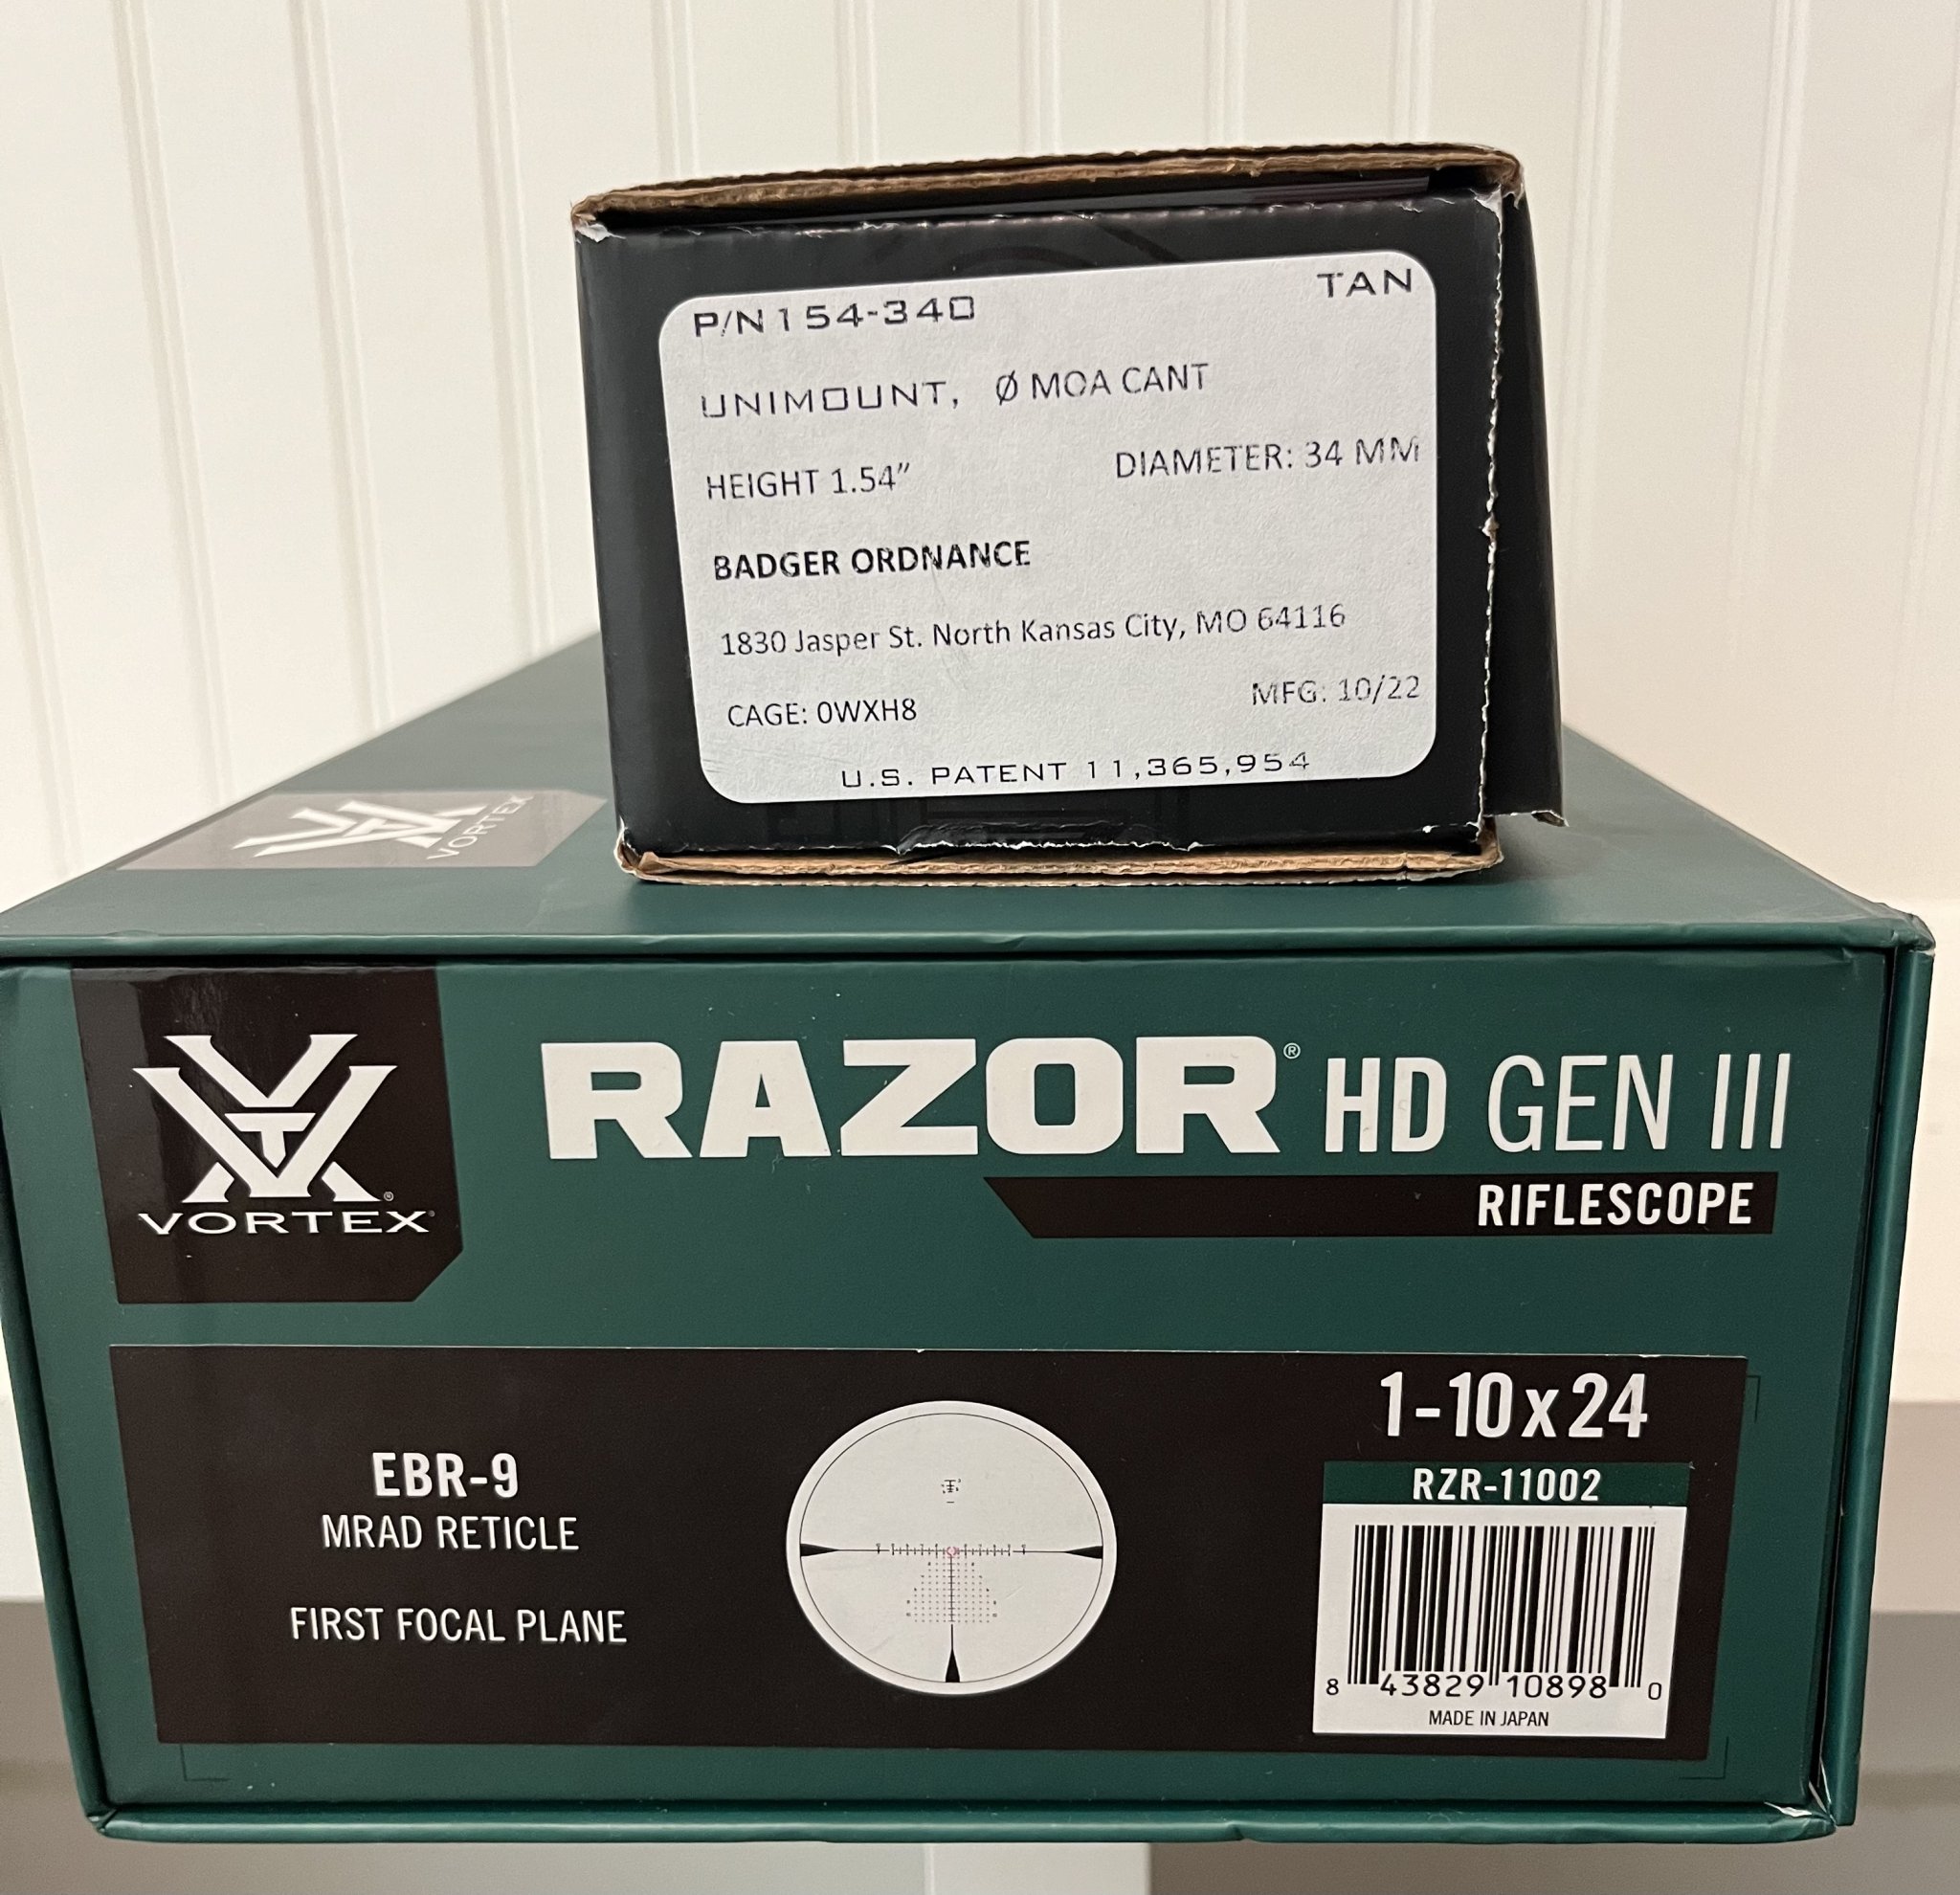 P/N 154-340 TAN
UNIMOUNT, Ø MOA CANT
HEIGHT 1.54" DIAMETER: 34 MM
BADGER ORDNANCE
1830 Jasper St. North Kansas City, MO 64116
CAGE: 0WXH8 MFG: 10/22
U.S. PATENT 11,365,954
VORTEX
VORTEX®
RAZOR® HD GEN III
RIFLESCOPE
EBR-9
MRAD RETICLE
FIRST FOCAL PLANE
1-10x24
RZR-11002
8 43829 10898 0
MADE IN JAPAN